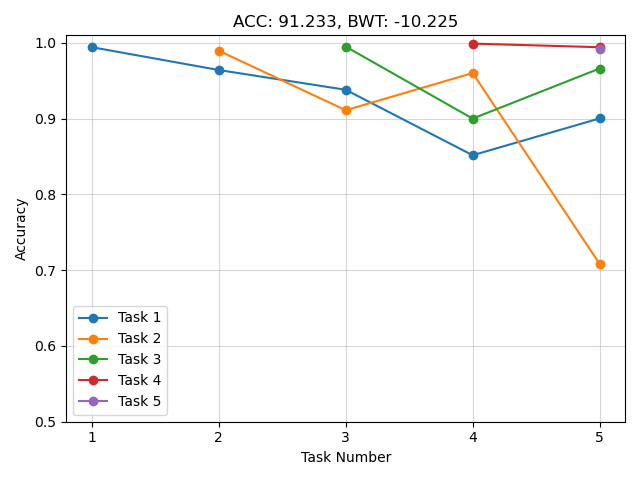 ACC: 91.233, BWT: -10.225
1.0
0.9
0.8
0.7
0.6
0.5
Accuracy
Task 1
Task 2
Task 3
Task 4
Task 5
1 2 3 4 5
Task Number